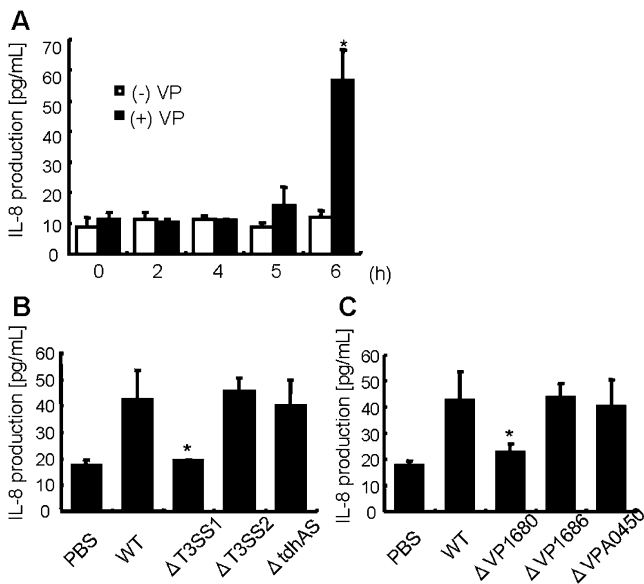 A
IL-8 production [pg/mL]
70
60
50
40
30
20
10
0
(-) VP
(+) VP
*
0 2 4 5 6 (h)
B
IL-8 production [pg/mL]
60
50
40
30
20
10
0
*
PBS WT ΔT3SS1 ΔT3SS2 ΔtdhAS
C
IL-8 production [pg/mL]
60
50
40
30
20
10
0
*
PBS WT ΔVP1680 ΔVP1686 ΔVPA0450